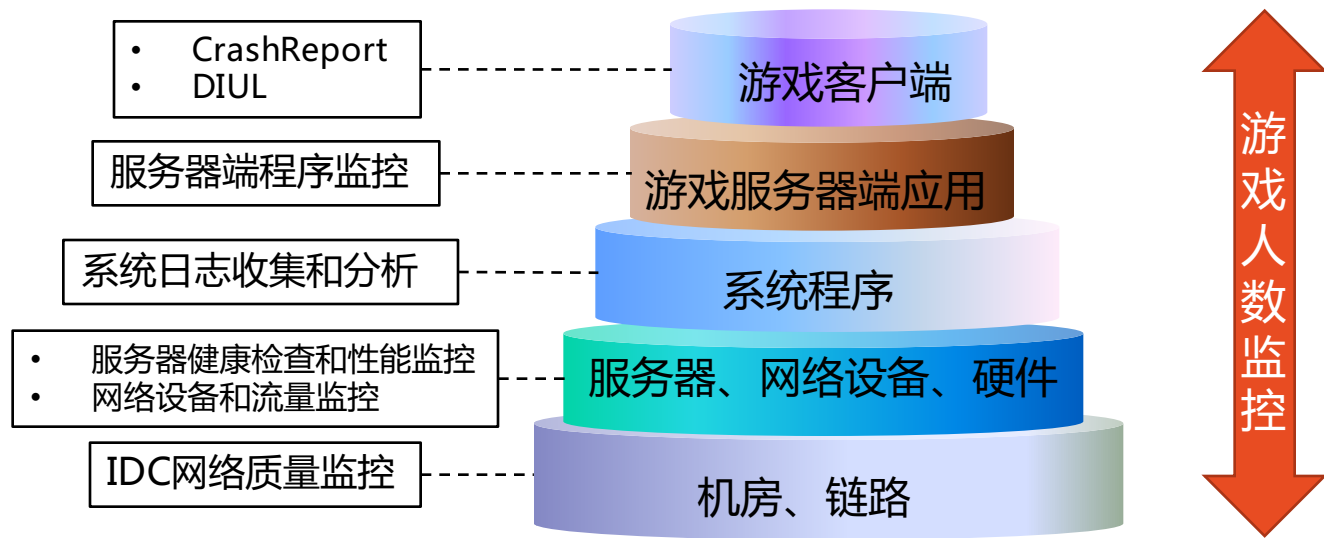 • CrashReport
• DIUL
游戏客户端
服务器端程序监控
游戏服务器端应用
系统日志收集和分析
系统程序
• 服务器健康检查和性能监控
• 网络设备和流量监控
服务器、网络设备、硬件
IDC网络质量监控
机房、链路
游戏人数监控